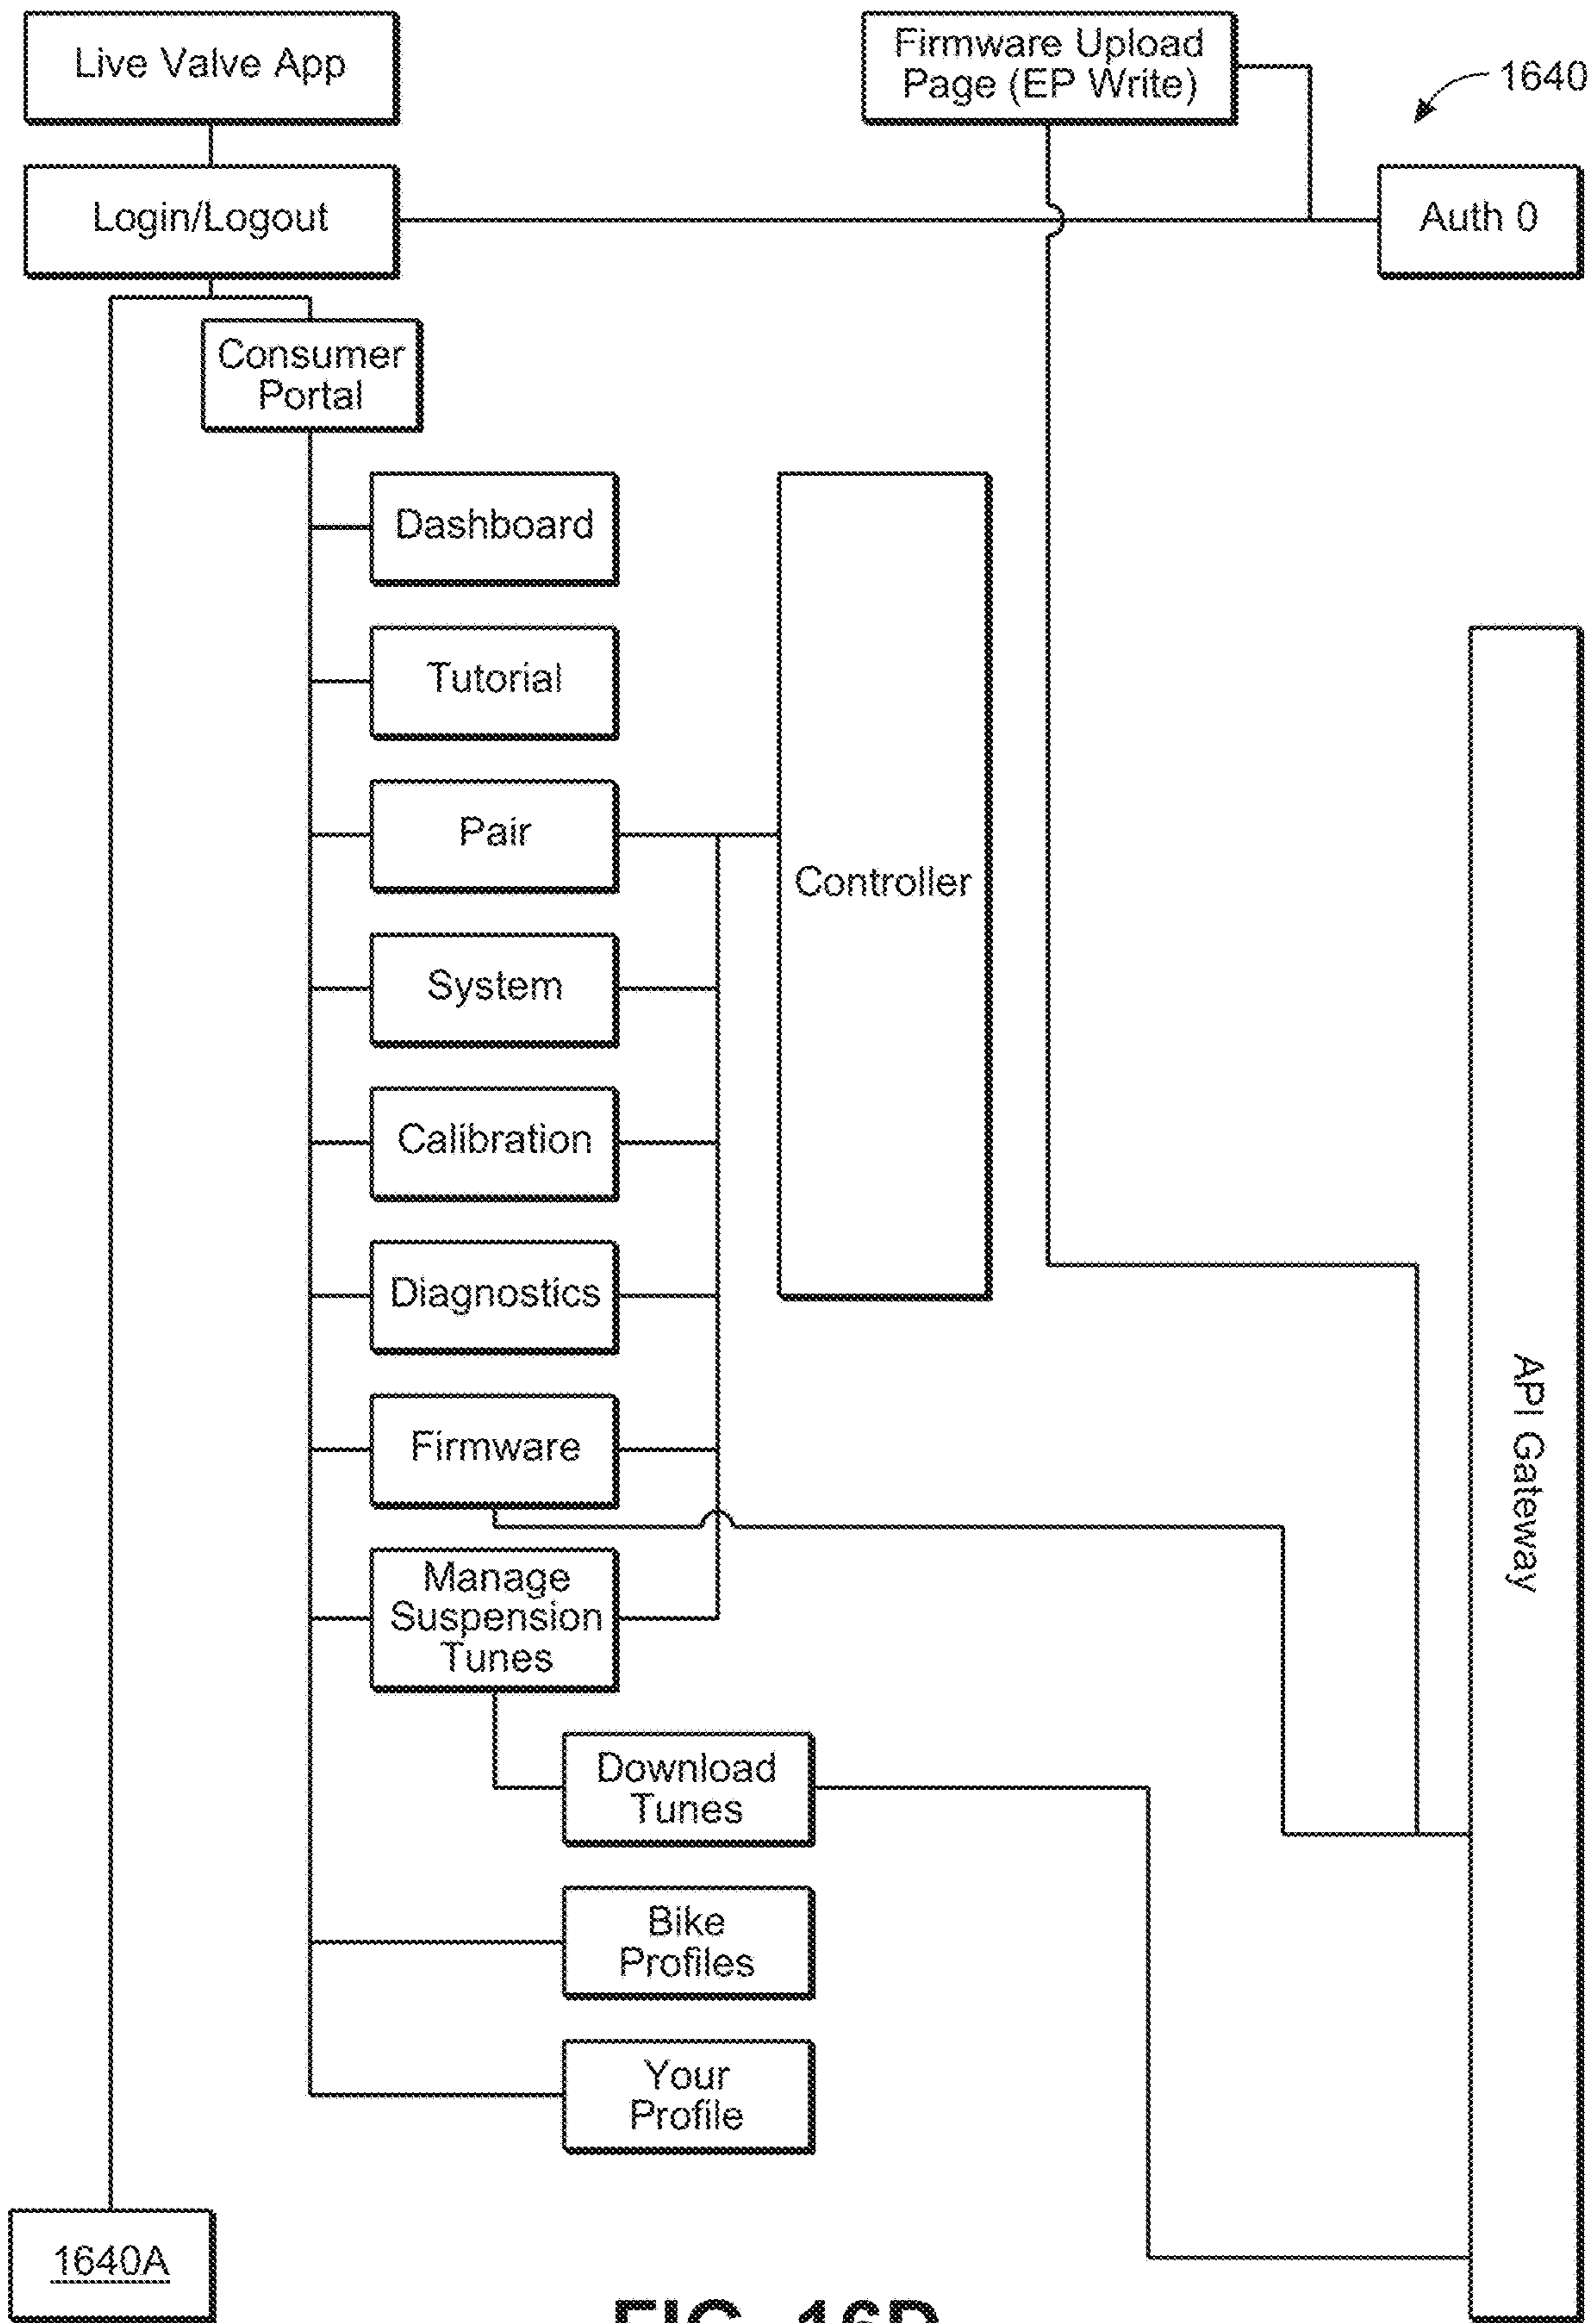 Live Valve App
Firmware Upload
Page (EP Write)
1640
Login/Logout
Auth 0
Consumer
Portal
Dashboard
Tutorial
Pair
Controller
System
Calibration
Diagnostics
API Gateway
Firmware
Manage
Suspension
Tunes
Download
Tunes
Bike
Profiles
Your
Profile
1640A